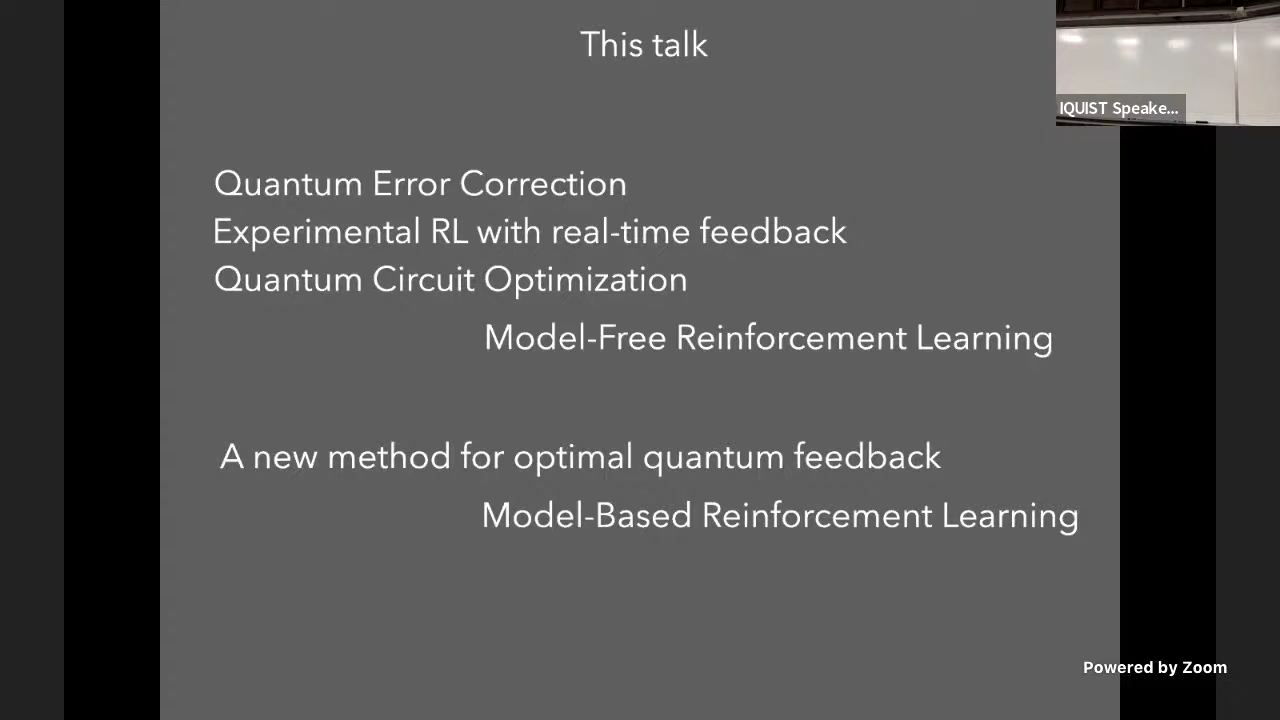 This talk
IQUIST Speake...
Quantum Error Correction
Experimental RL with real-time feedback
Quantum Circuit Optimization
Model-Free Reinforcement Learning
A new method for optimal quantum feedback
Model-Based Reinforcement Learning
Powered by Zoom